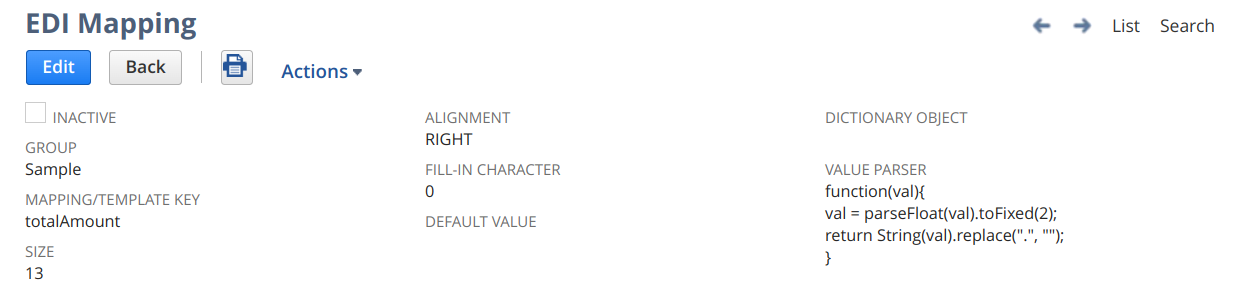 EDI Mapping
List Search
Edit Back Actions
INACTIVE
GROUP
Sample
MAPPING/TEMPLATE KEY
totalAmount
SIZE
13
ALIGNMENT
RIGHT
FILL-IN CHARACTER
0
DEFAULT VALUE
DICTIONARY OBJECT
VALUE PARSER
function(val){
val = parseFloat(val).toFixed(2);
return String(val).replace(".", "");
}